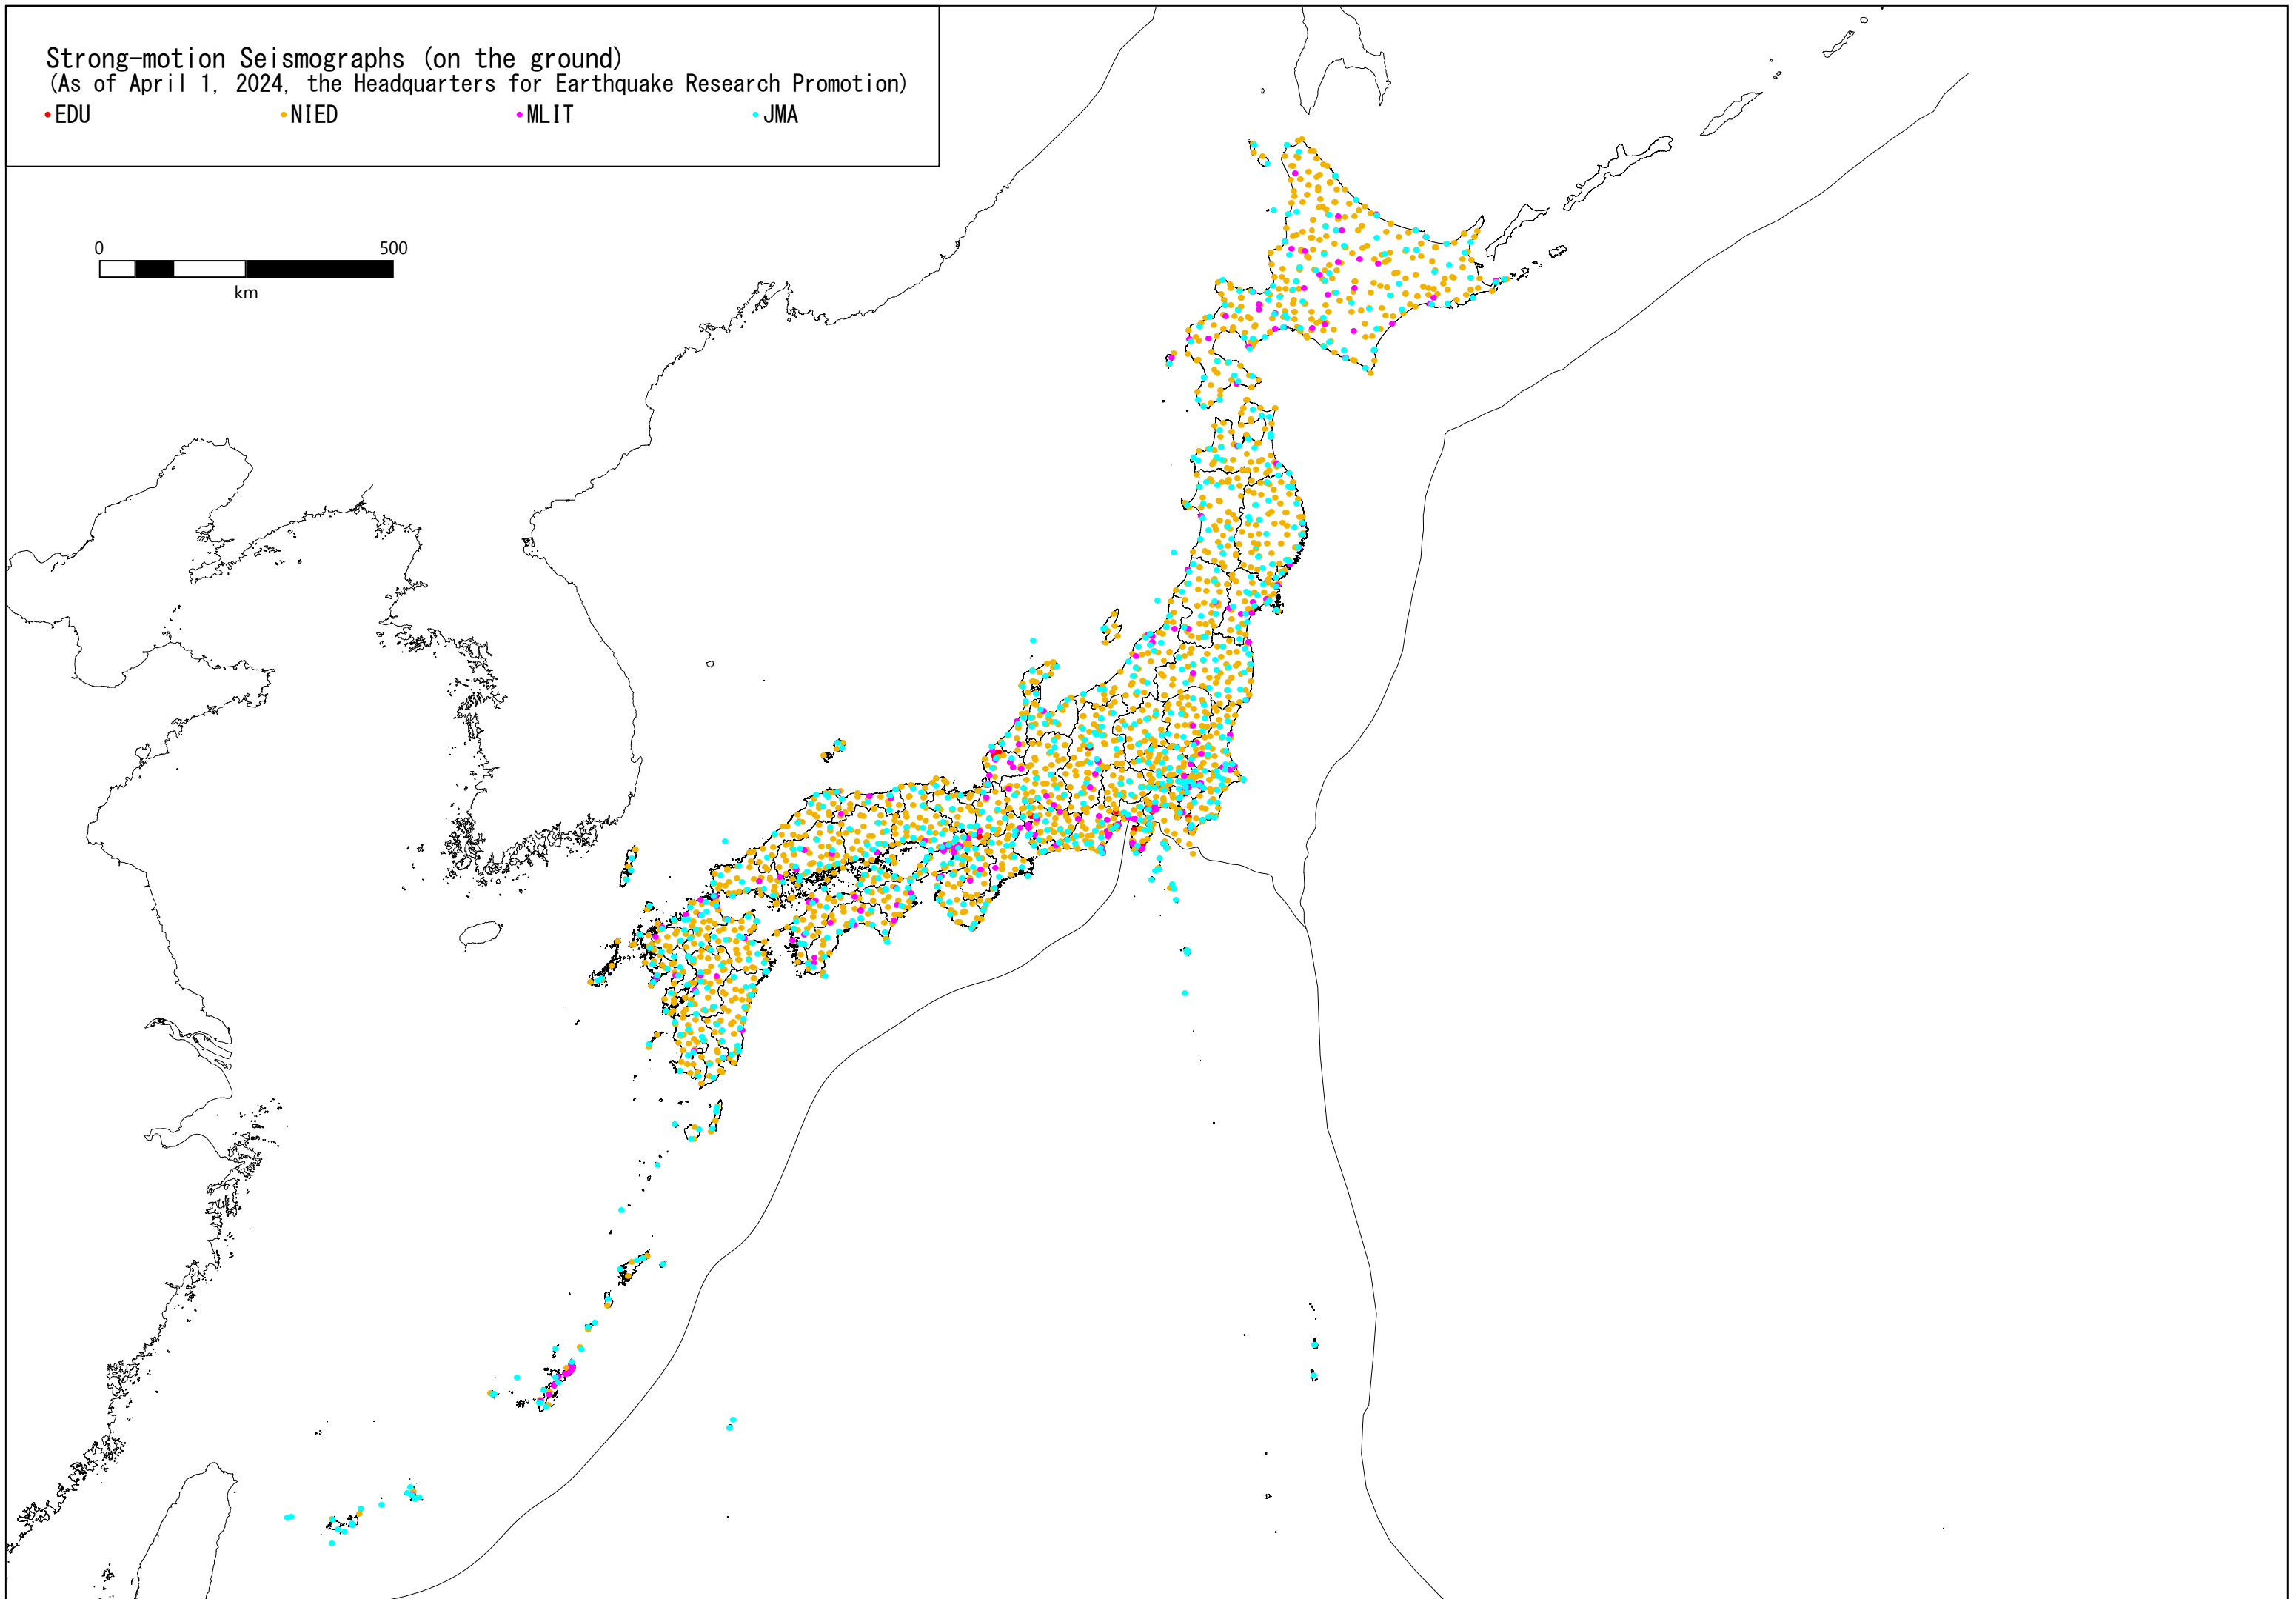 Strong-motion Seismographs (on the ground)
(As of April 1, 2024, the Headquarters for Earthquake Research Promotion)
EDU NIED MLIT JMA
0 500
km